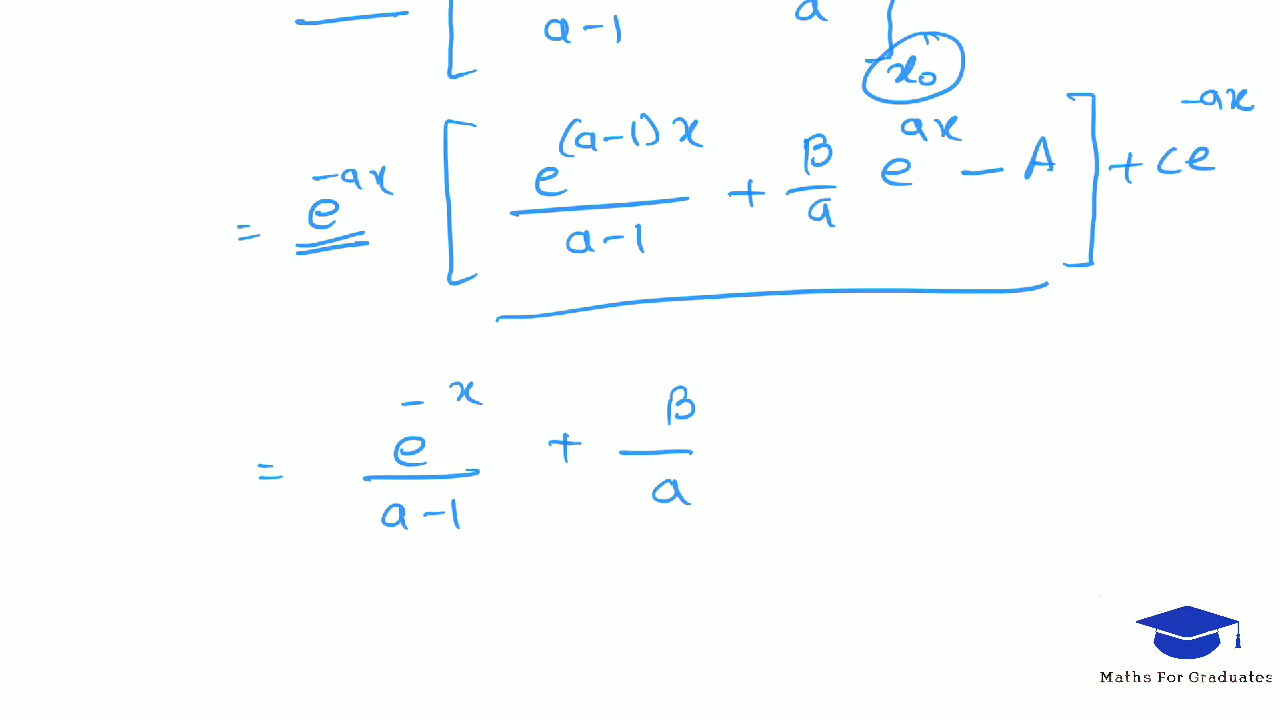 a-1 a
x₀
= e^{-ax} [ e^{(a-1)x}/(a-1) + β/a e^{ax} - A ] + ce^{-ax}
= e^{-x}/(a-1) + β/a
Maths For Graduates